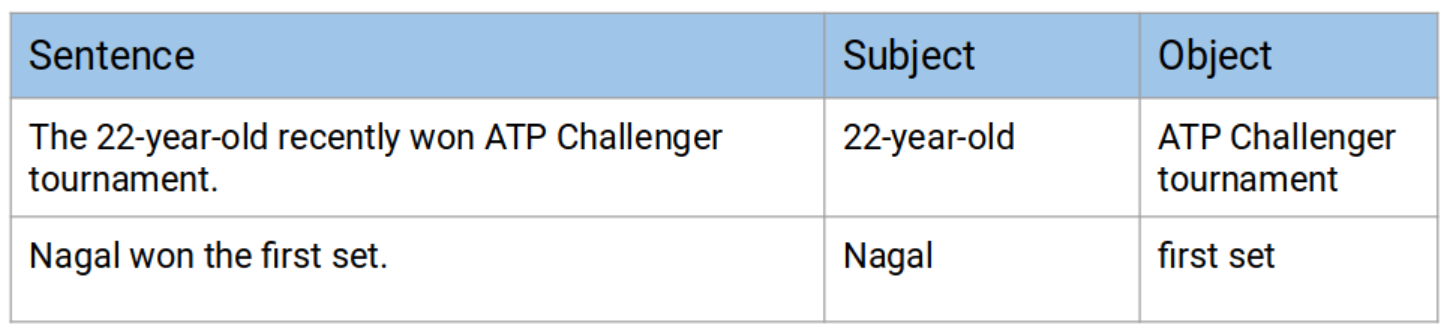 Sentence Subject Object
The 22-year-old recently won ATP Challenger 22-year-old ATP Challenger
tournament. tournament
Nagal won the first set. Nagal first set